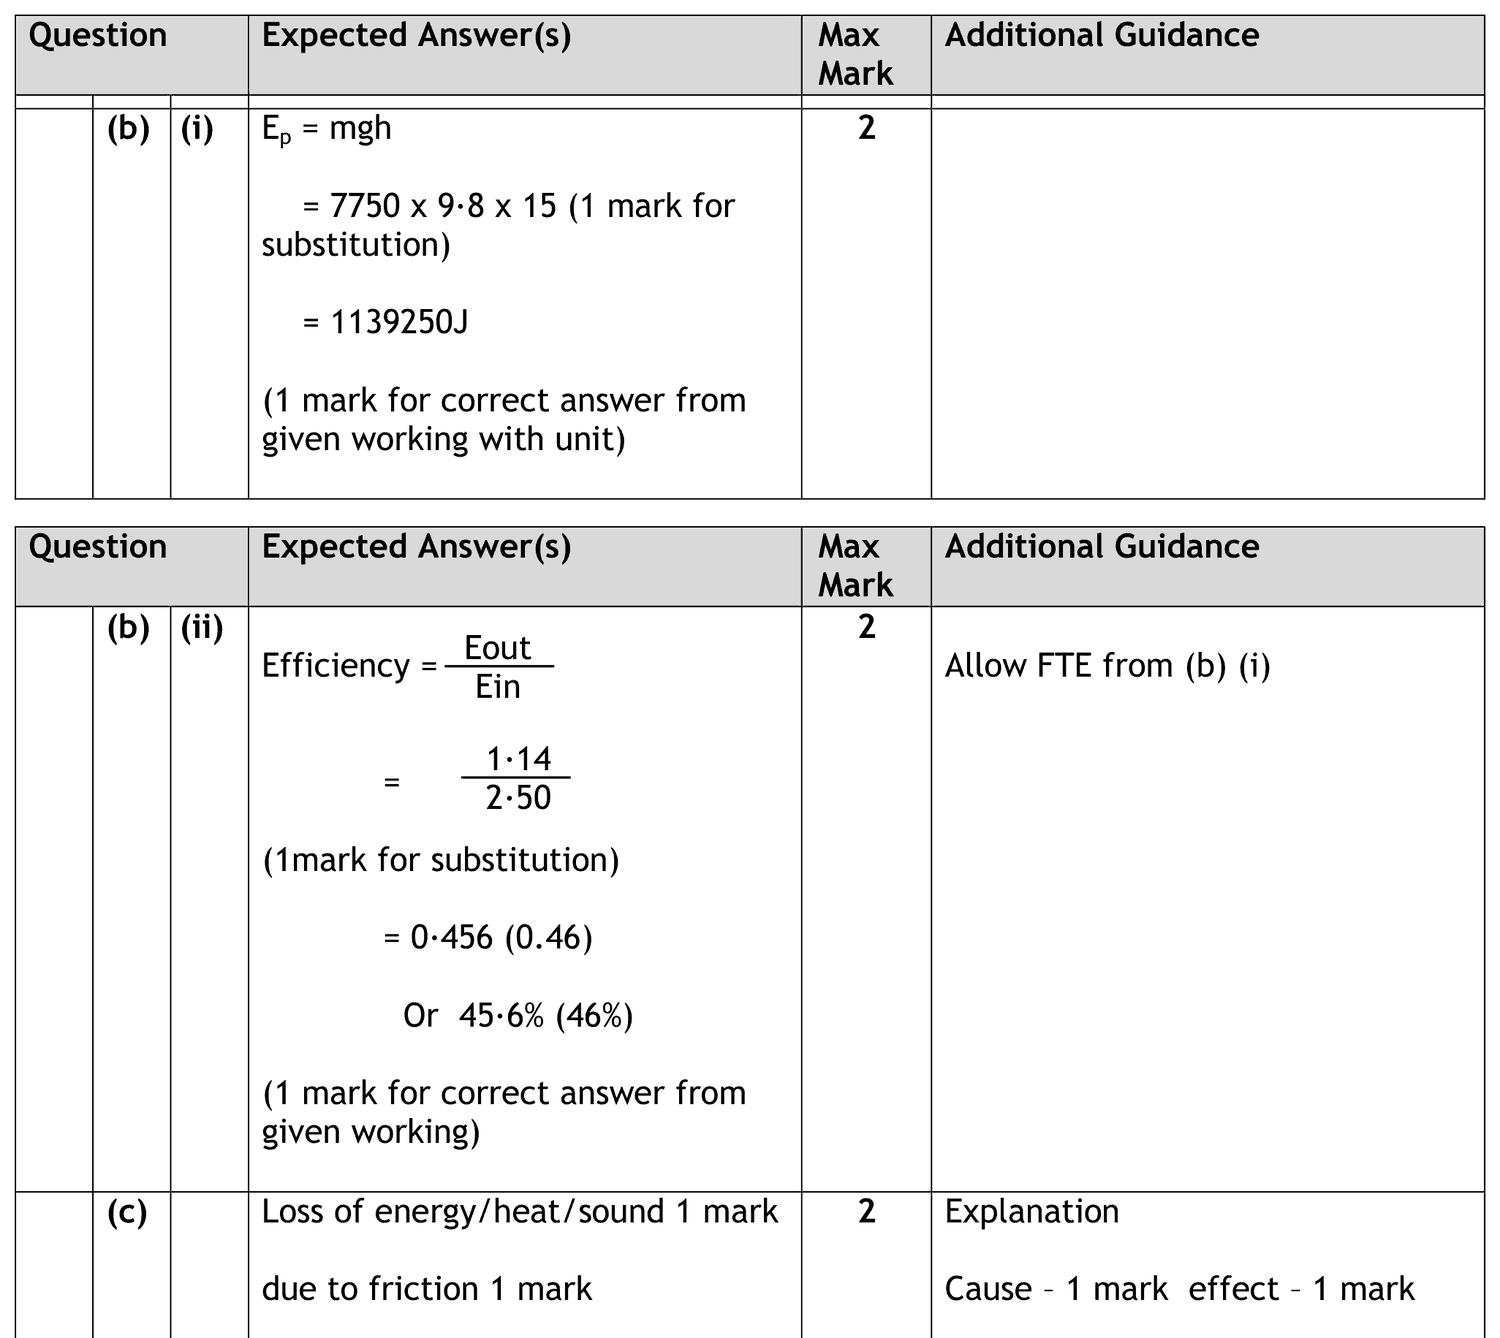 Question Expected Answer(s) Max Additional Guidance
Mark
(b) (i) Eₚ = mgh 2
= 7750 x 9·8 x 15 (1 mark for
substitution)
= 1139250J
(1 mark for correct answer from
given working with unit)
Question Expected Answer(s) Max Additional Guidance
Mark
(b) (ii) 2
Eout
Efficiency = Allow FTE from (b) (i)
Ein
1·14
=
2·50
(1mark for substitution)
= 0·456 (0.46)
Or 45·6% (46%)
(1 mark for correct answer from
given working)
(c) Loss of energy/heat/sound 1 mark 2 Explanation
due to friction 1 mark Cause – 1 mark effect – 1 mark